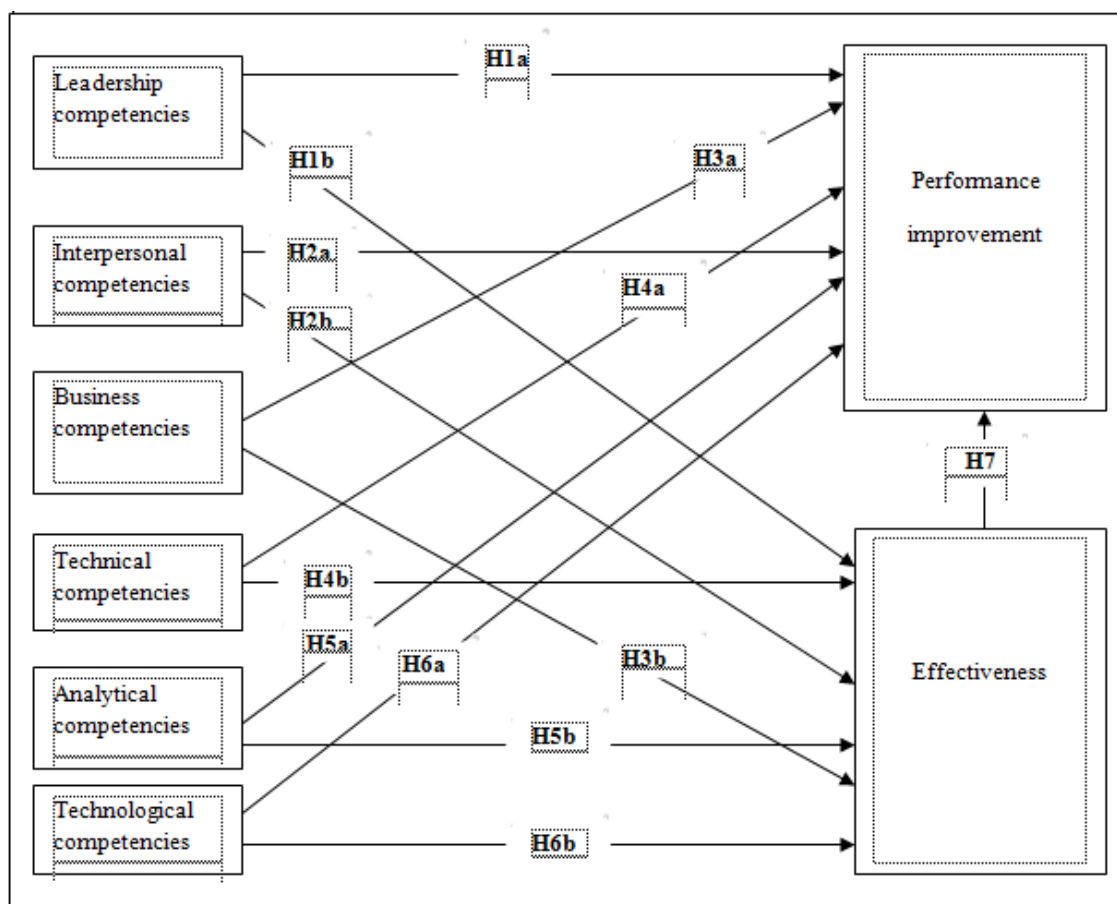 Leadership
competencies
H1a
H1b
H3a
Performance
improvement
Interpersonal
competencies
H2a
H2b
H4a
Business
competencies
H7
Technical
competencies
H4b
H5a
H6a
H3b
Effectiveness
Analytical
competencies
H5b
Technological
competencies
H6b